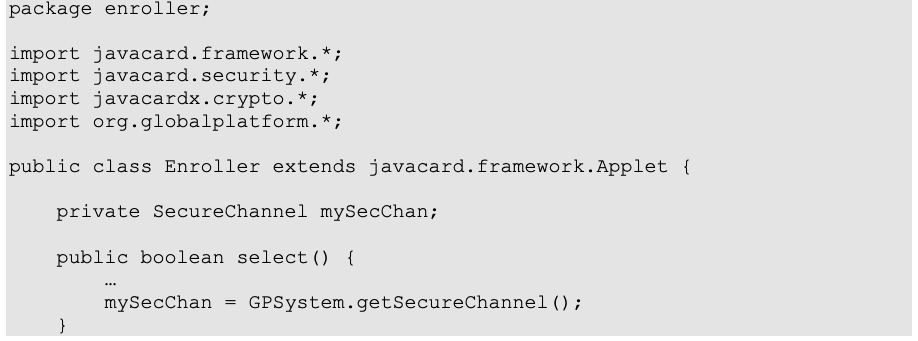 package enroller;

import javacard.framework.*;
import javacard.security.*;
import javacardx.crypto.*;
import org.globalplatform.*;

public class Enroller extends javacard.framework.Applet {

    private SecureChannel mySecChan;

    public boolean select() {
        …
        mySecChan = GPSystem.getSecureChannel();
    }